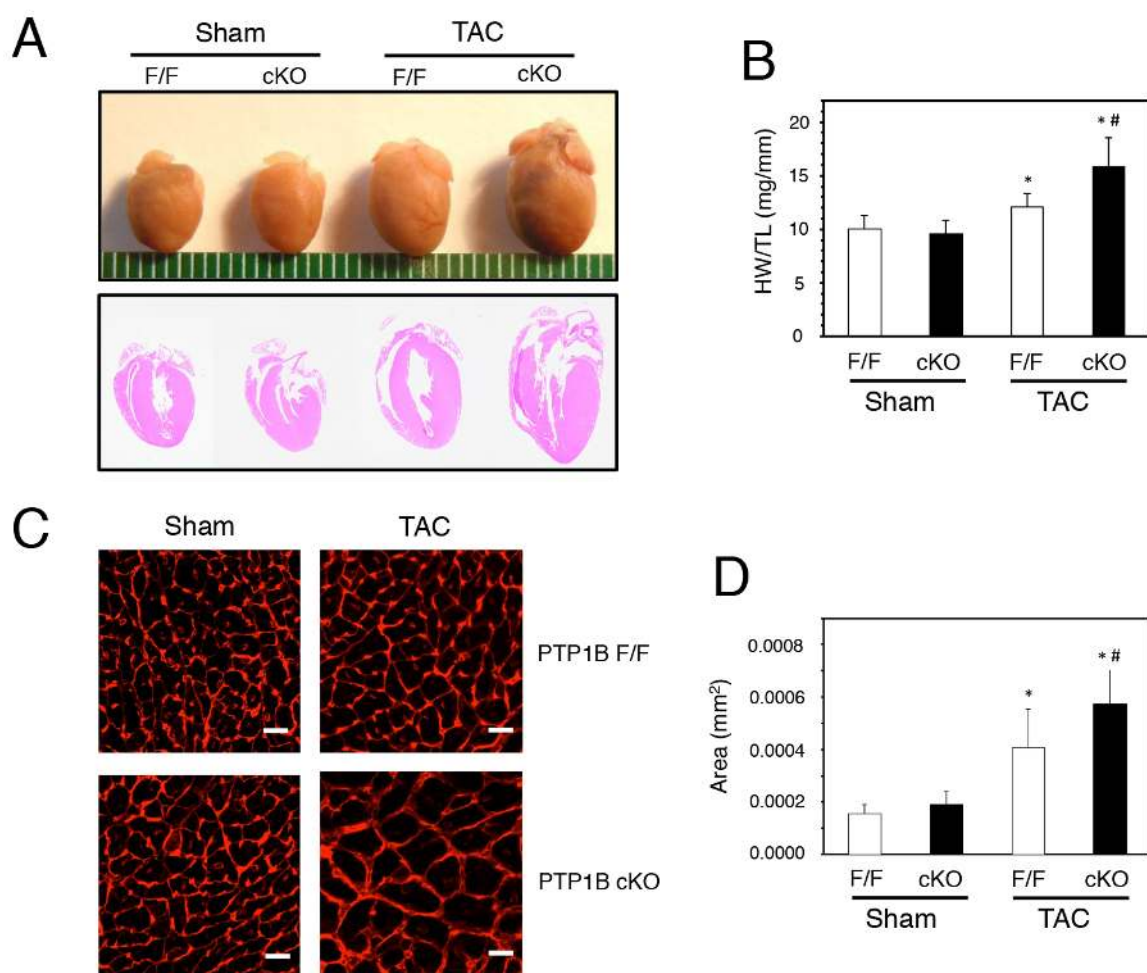 A
Sham TAC
F/F cKO F/F cKO
B
HW/TL (mg/mm)
20
15
10
5
0
*
* #
F/F cKO F/F cKO
Sham TAC
C
Sham TAC
PTP1B F/F
PTP1B cKO
D
Area (mm²)
0.0008
0.0006
0.0004
0.0002
0.0000
*
* #
F/F cKO F/F cKO
Sham TAC